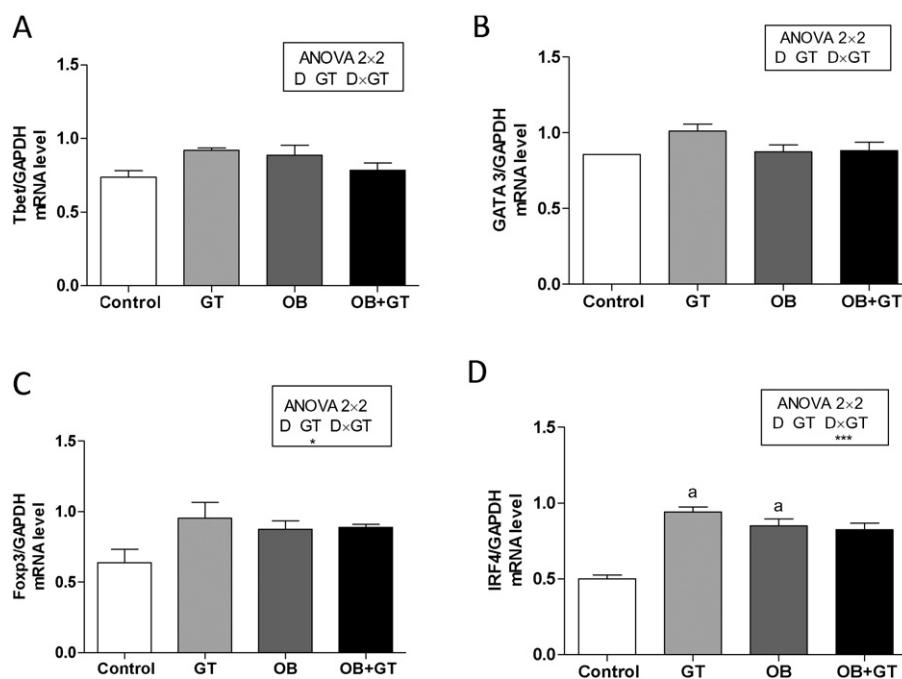 A
ANOVA 2×2
D GT D×GT
Tbet/GAPDH
mRNA level
1.5
1.0
0.5
0.0
Control GT OB OB+GT
B
ANOVA 2×2
D GT D×GT
GATA 3/GAPDH
mRNA level
1.5
1.0
0.5
0.0
Control GT OB OB+GT
C
ANOVA 2×2
D GT D×GT
*
Foxp3/GAPDH
mRNA level
1.5
1.0
0.5
0.0
Control GT OB OB+GT
D
ANOVA 2×2
D GT D×GT
***
IRF4/GAPDH
mRNA level
1.5
1.0
0.5
0.0
a a
Control GT OB OB+GT